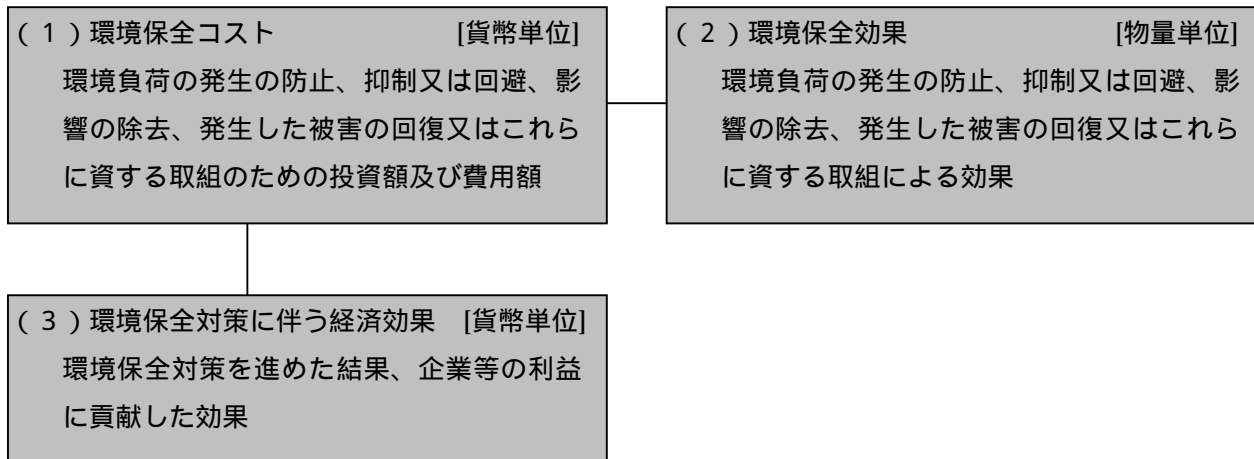 （１）環境保全コスト [貨幣単位]
環境負荷の発生の防止、抑制又は回避、影
響の除去、発生した被害の回復又はこれら
に資する取組のための投資額及び費用額
（２）環境保全効果 [物量単位]
環境負荷の発生の防止、抑制又は回避、影
響の除去、発生した被害の回復又はこれら
に資する取組による効果
（３）環境保全対策に伴う経済効果 [貨幣単位]
環境保全対策を進めた結果、企業等の利益
に貢献した効果